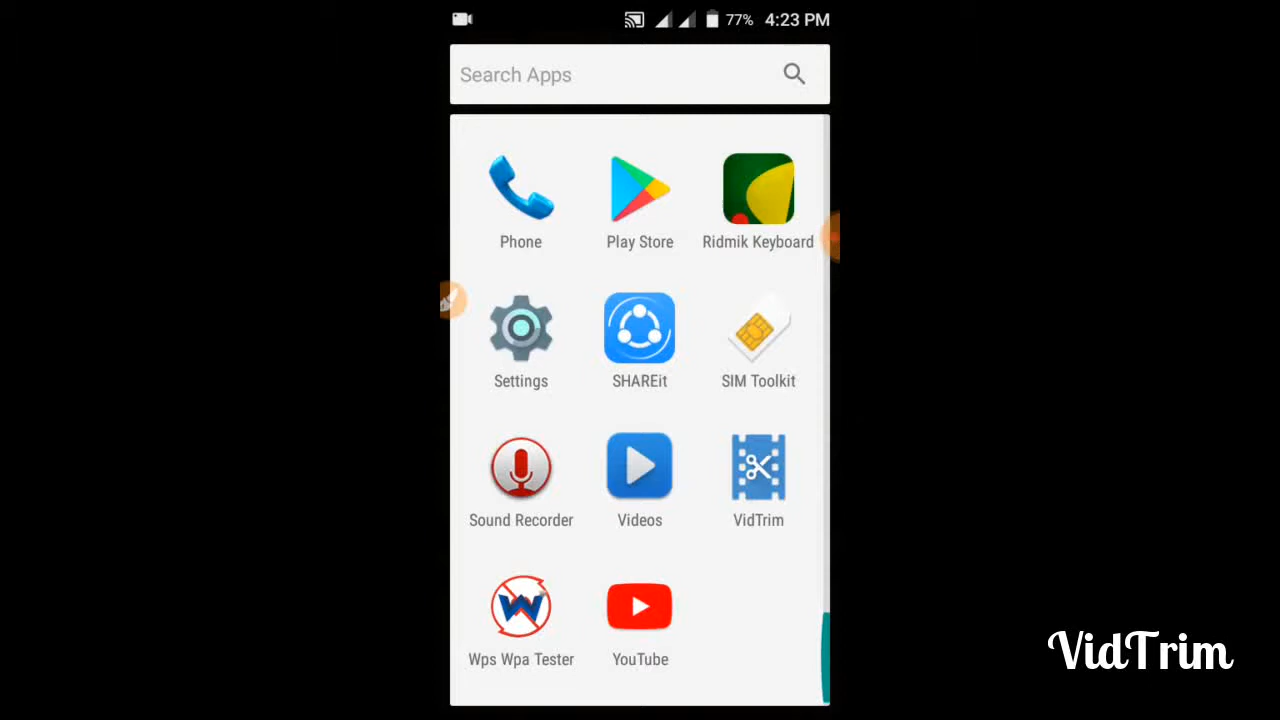 77% 4:23 PM
Search Apps
Phone Play Store Ridmik Keyboard
Settings SHAREit SIM Toolkit
Sound Recorder Videos VidTrim
W
Wps Wpa Tester YouTube
VidTrim